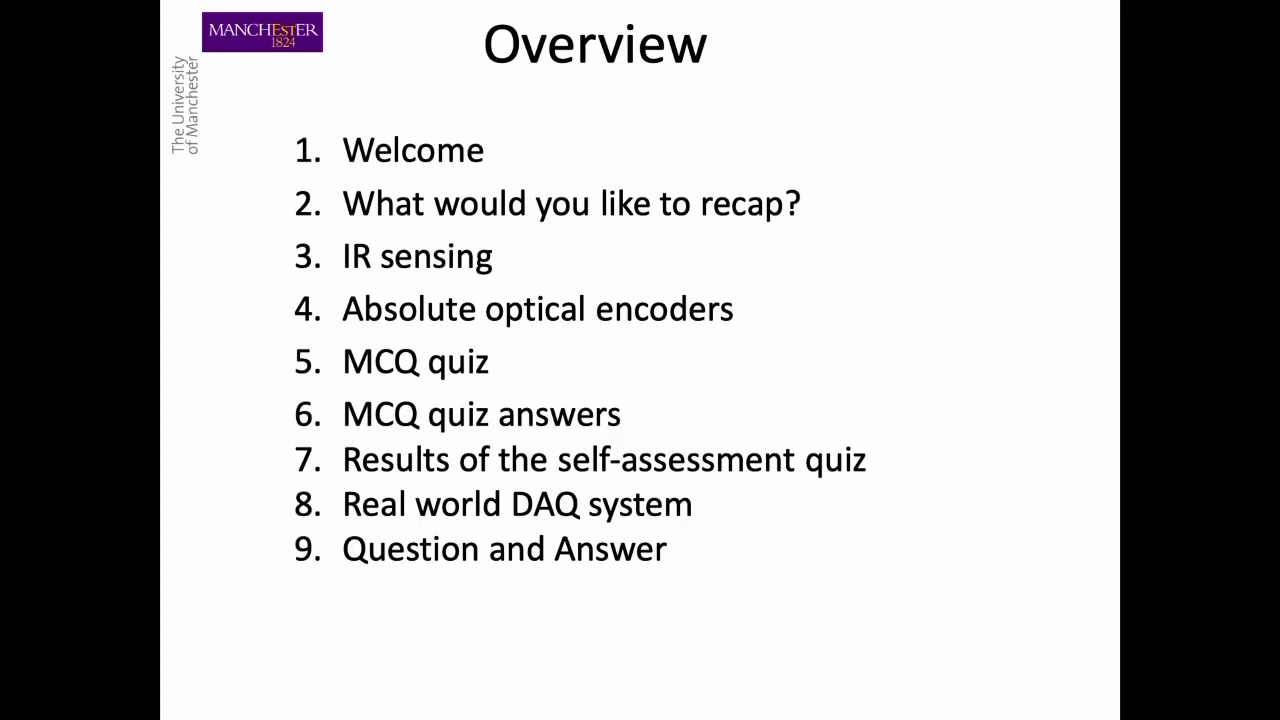 MANCHESTER
1824
The University
of Manchester
Overview
1. Welcome
2. What would you like to recap?
3. IR sensing
4. Absolute optical encoders
5. MCQ quiz
6. MCQ quiz answers
7. Results of the self-assessment quiz
8. Real world DAQ system
9. Question and Answer